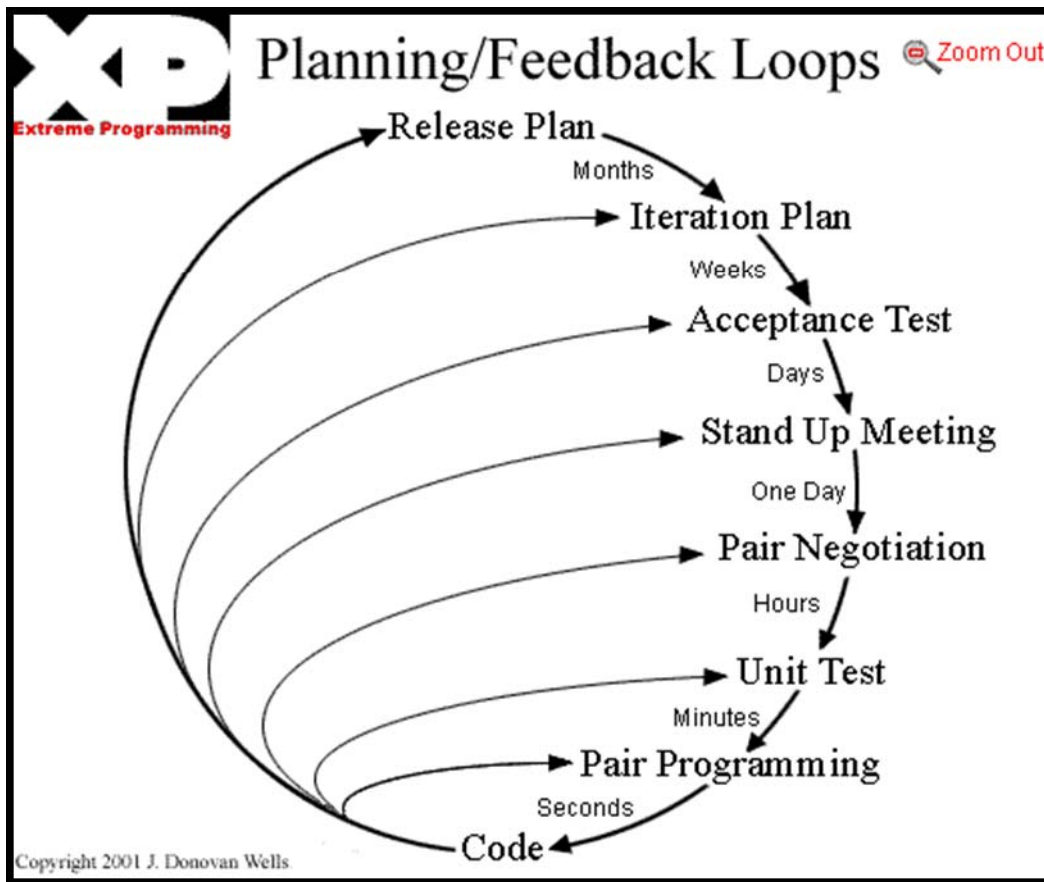 XP
Extreme Programming
Planning/Feedback Loops
Zoom Out
Release Plan
Months
Iteration Plan
Weeks
Acceptance Test
Days
Stand Up Meeting
One Day
Pair Negotiation
Hours
Unit Test
Minutes
Pair Programming
Seconds
Code
Copyright 2001 J. Donovan Wells